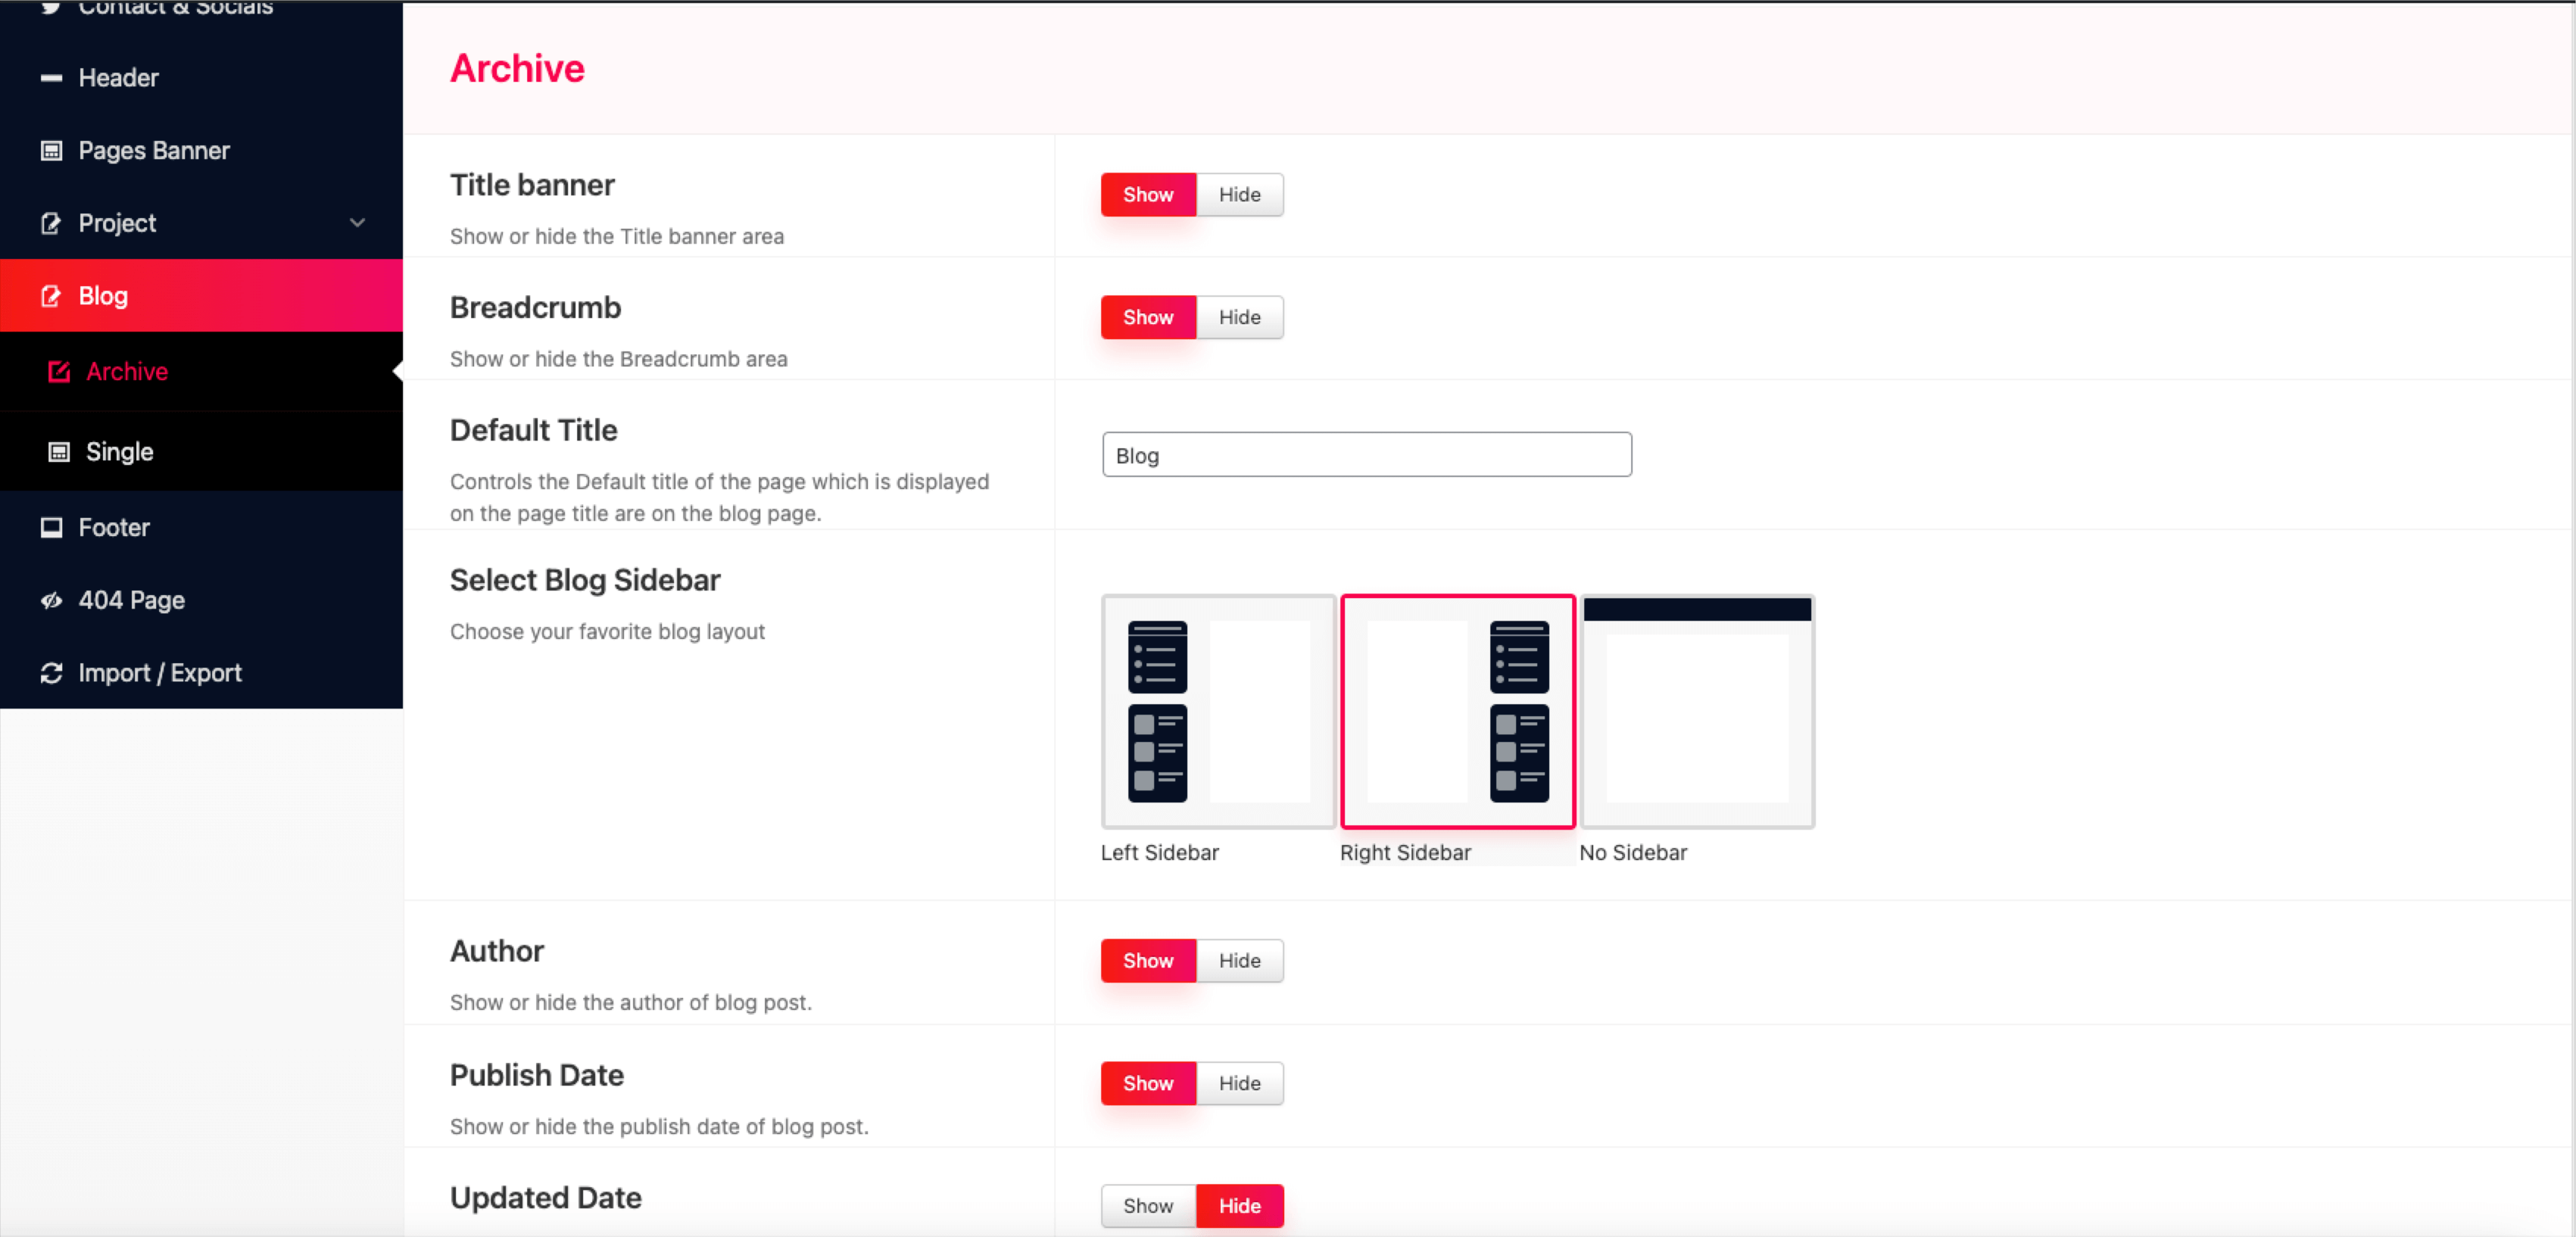 Contact & Socials
Header
Pages Banner
Project
Blog
Archive
Single
Footer
404 Page
Import / Export
Archive
Title banner
Show or hide the Title banner area
Show Hide
Breadcrumb
Show or hide the Breadcrumb area
Show Hide
Default Title
Controls the Default title of the page which is displayed
on the page title are on the blog page.
Blog
Select Blog Sidebar
Choose your favorite blog layout
Left Sidebar Right Sidebar No Sidebar
Author
Show or hide the author of blog post.
Show Hide
Publish Date
Show or hide the publish date of blog post.
Show Hide
Updated Date
Show Hide